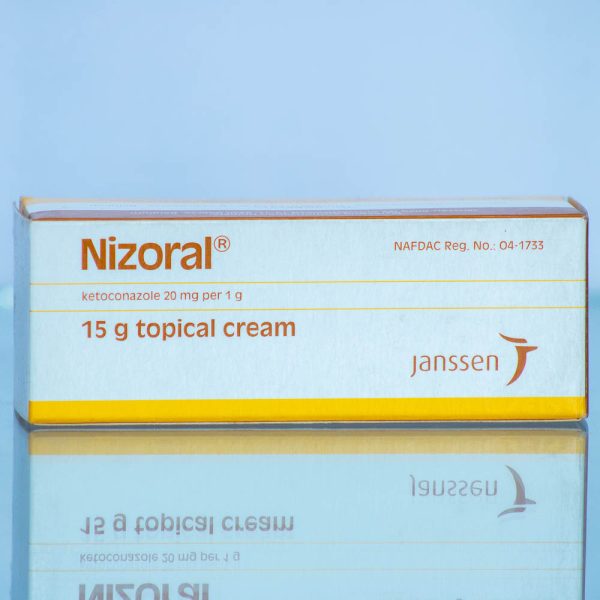 Nizoral®
NAFDAC Reg. No.: 04-1733
ketoconazole 20 mg per 1 g
15 g topical cream
janssen